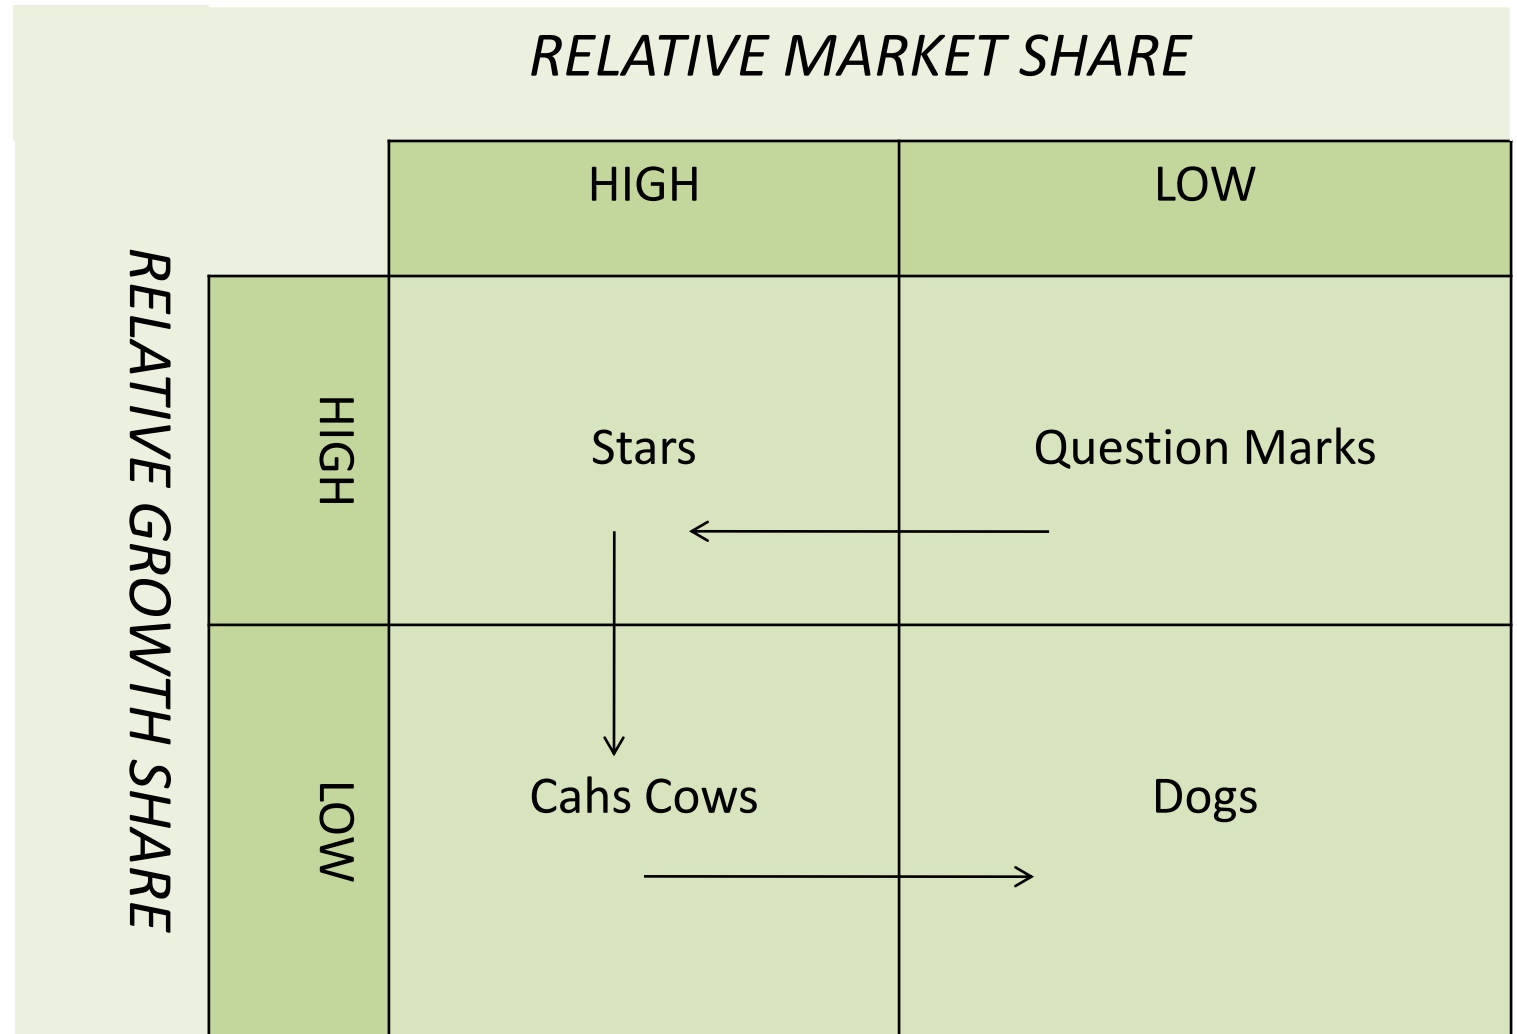 RELATIVE MARKET SHARE
HIGH
LOW
RELATIVE GROWTH SHARE
HIGH
Stars
Question Marks
LOW
Cahs Cows
Dogs